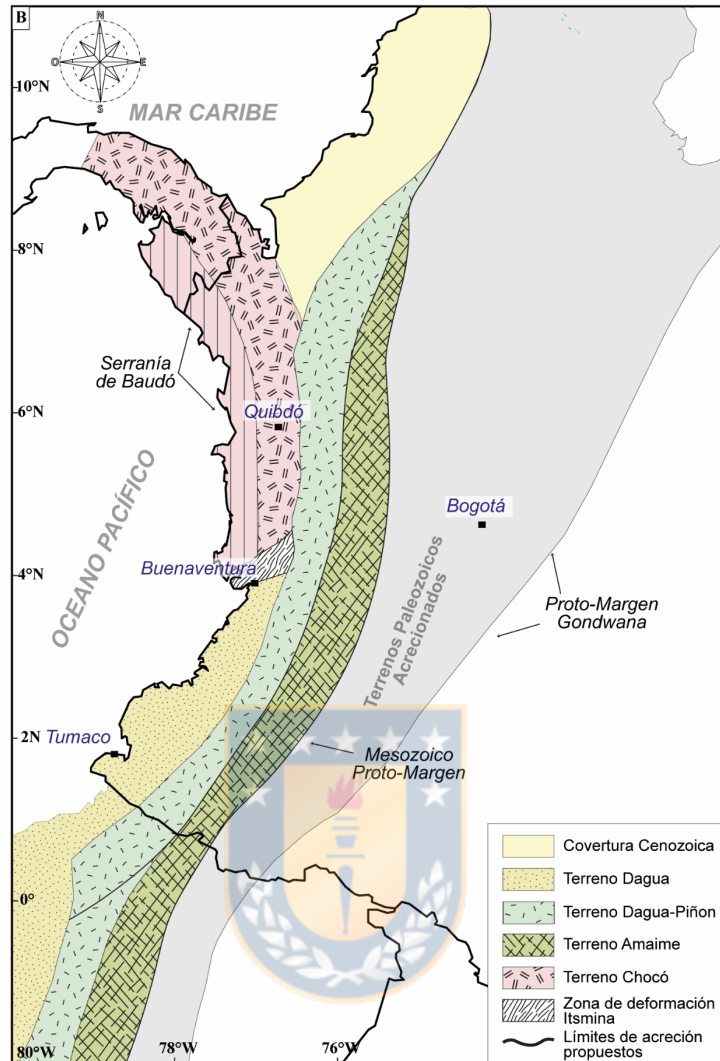 B
N
O
E
S
10°N
MAR CARIBE
8°N
Serranía
de Baudó
6°N
Quibdó
OCEANO PACÍFICO
Bogotá
Buenaventura
4°N
Terrenos Paleozoicos
Acrecionados
Proto-Margen
Gondwana
2°N
Tumaco
Mesozoico
Proto-Margen
0°
80°W
78°W
76°W
Covertura Cenozoica
Terreno Dagua
Terreno Dagua-Piñon
Terreno Amaime
Terreno Chocó
Zona de deformación
Itsmina
Límites de acreción
propuestos